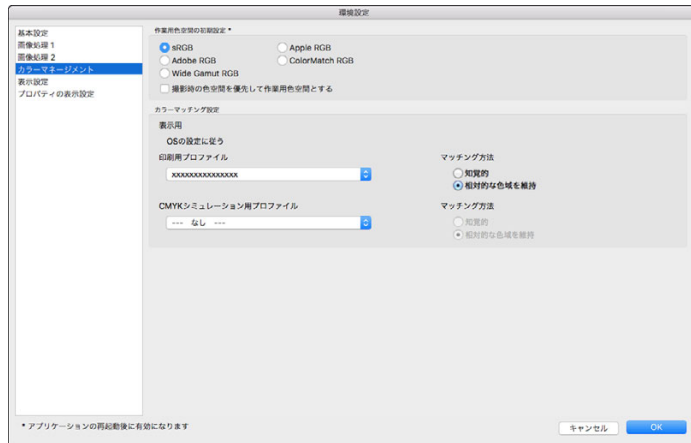 環境設定
基本設定
画像処理 1
画像処理 2
カラーマネージメント
表示設定
プロパティの表示設定
作業用色空間の初期設定 *
sRGB
Apple RGB
Adobe RGB
ColorMatch RGB
Wide Gamut RGB
撮影時の色空間を優先して作業用色空間とする
カラーマッチング設定
表示用
OSの設定に従う
印刷用プロファイル
マッチング方法
xxxxxxxxxxxxxxx
知覚的
相対的な色域を維持
CMYKシミュレーション用プロファイル
マッチング方法
--- なし ---
知覚的
相対的な色域を維持
* アプリケーションの再起動後に有効になります
キャンセル
OK